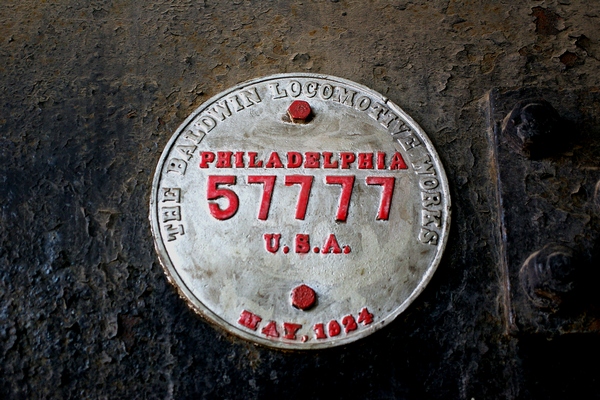 THE BALDWIN LOCOMOTIVE WORKS
PHILADELPHIA
57777
U.S.A.
MAY, 1924